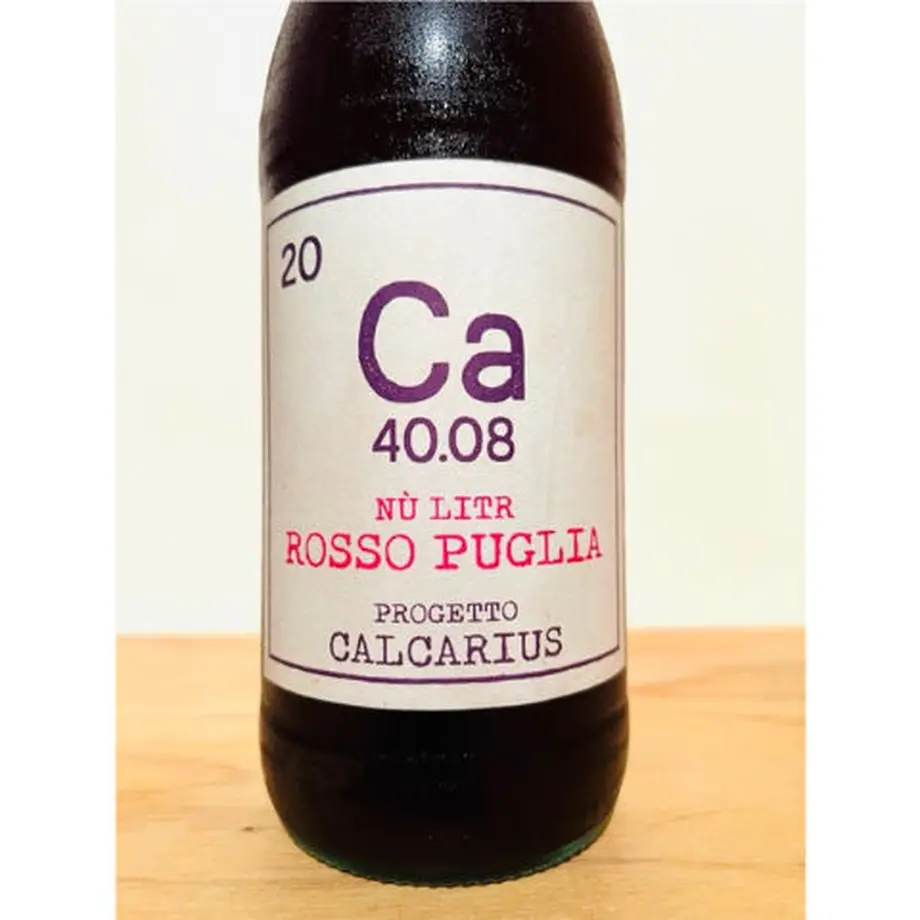 20
Ca
40.08
NÙ LITR
ROSSO PUGLIA
PROGETTO
CALCARIUS